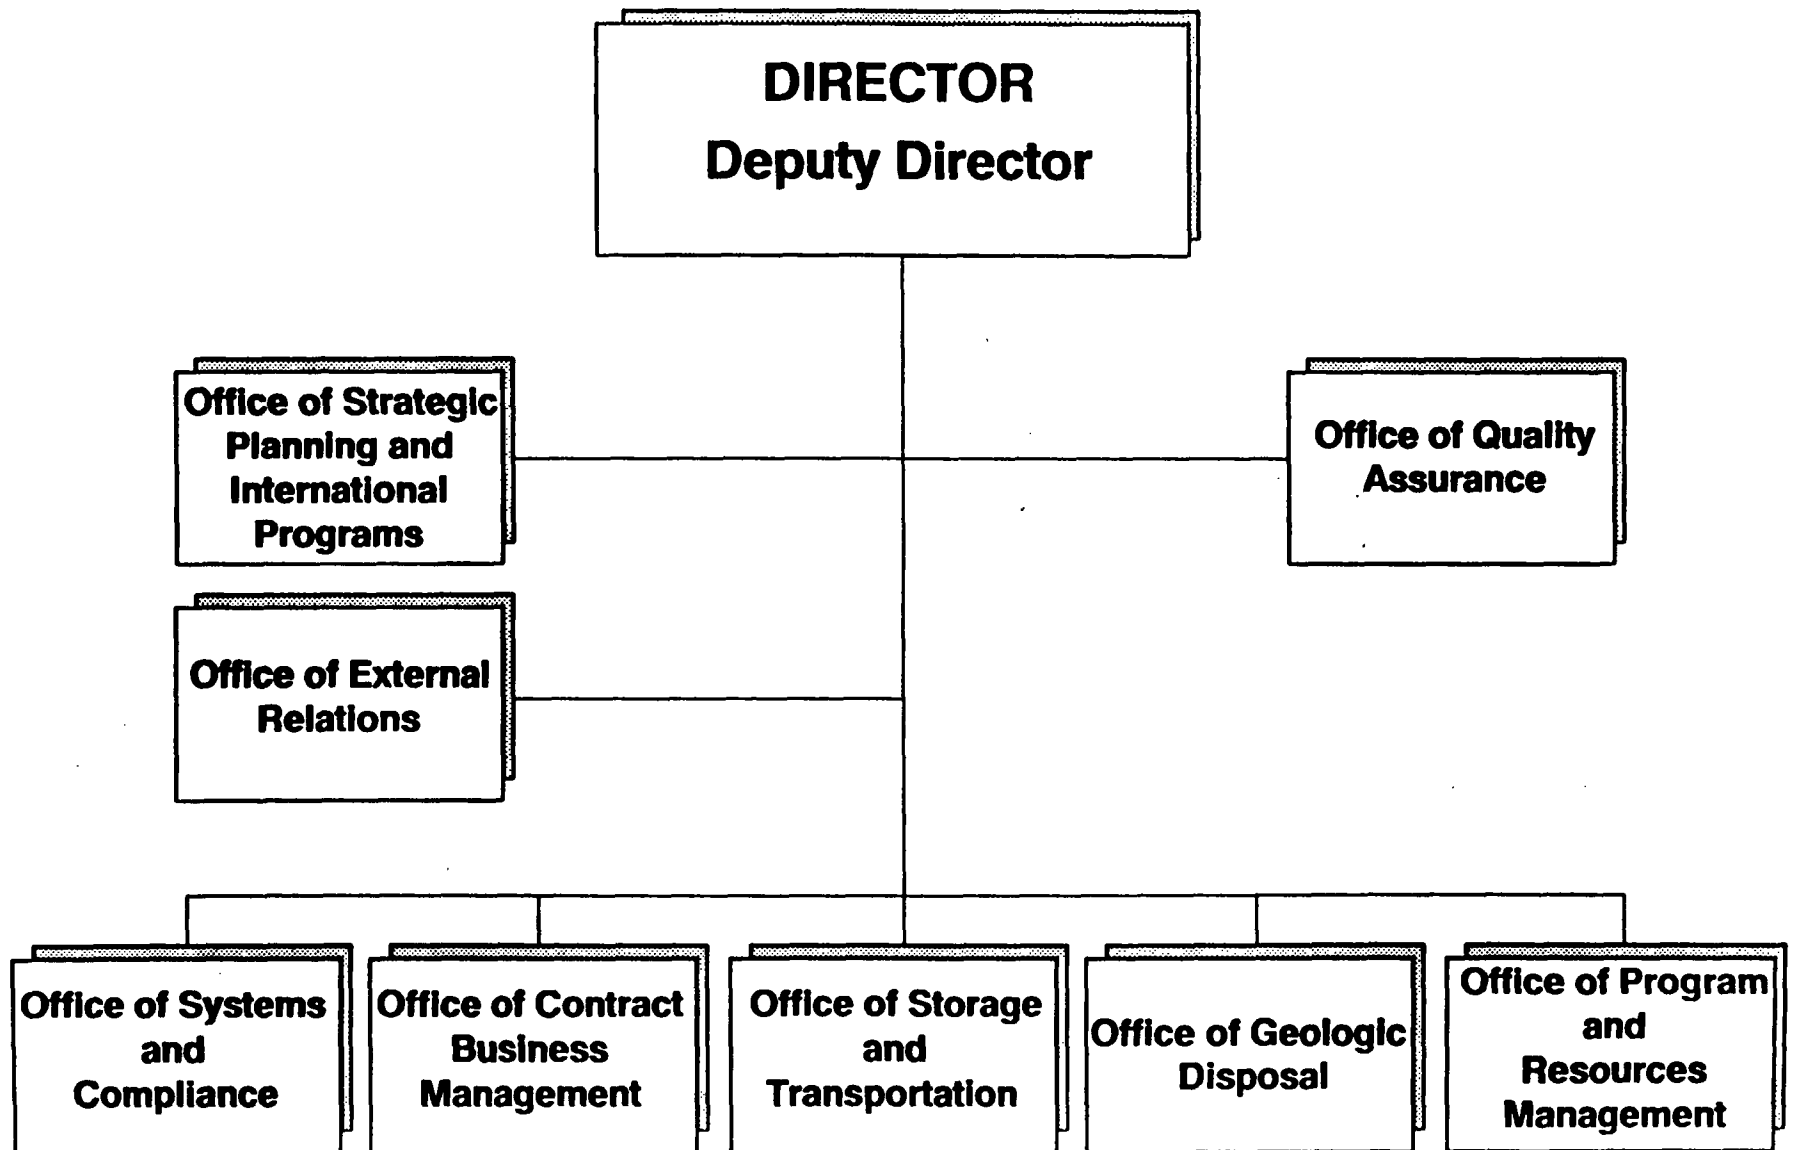 DIRECTOR
Deputy Director
Office of Strategic
Planning and
International
Programs
Office of Quality
Assurance
Office of External
Relations
Office of Systems
and
Compliance
Office of Contract
Business
Management
Office of Storage
and
Transportation
Office of Geologic
Disposal
Office of Program
and
Resources
Management